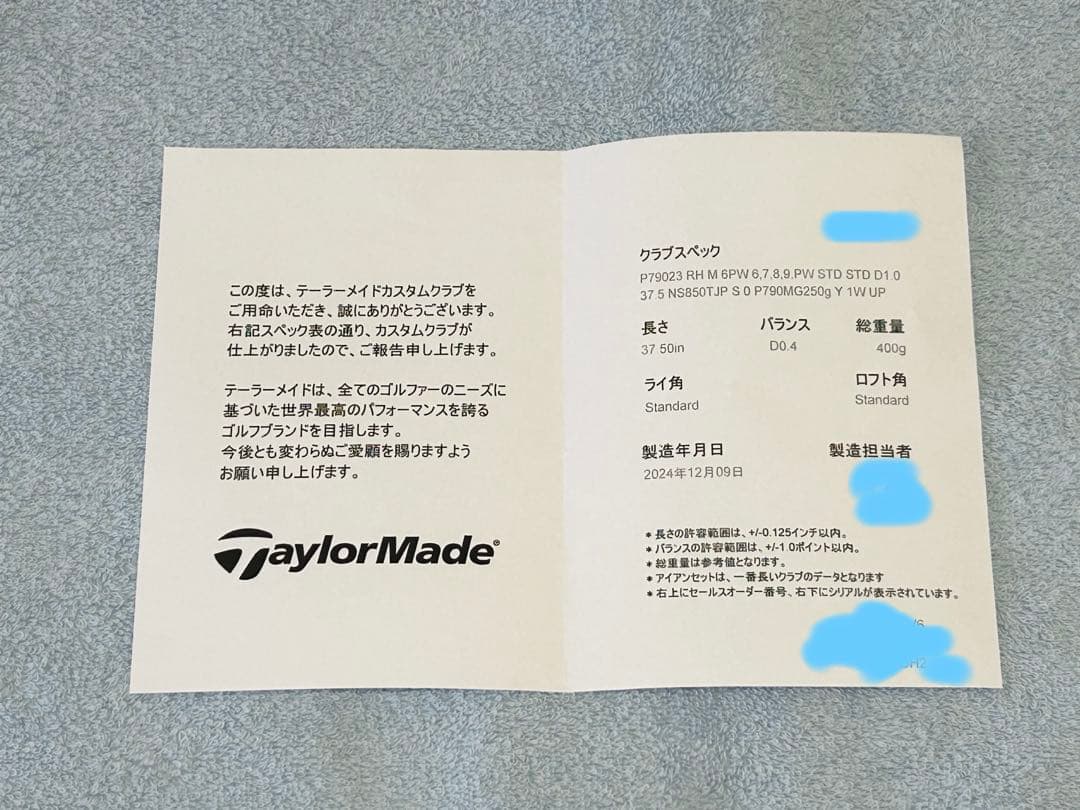 この度は、テーラーメイドカスタムクラブを
ご用命いただき、誠にありがとうございます。
右記スペック表の通り、カスタムクラブが
仕上がりましたので、ご報告申し上げます。
テーラーメイドは、全てのゴルファーのニーズに
基づいた世界最高のパフォーマンスを誇る
ゴルフブランドを目指します。
今後とも変わらぬご愛顧を賜りますよう
お願い申し上げます。
TaylorMade®
クラブスペック
P79023 RH M 6PW 6,7,8,9,PW STD STD D1.0
37.5 NS850TJP S 0 P790MG250g Y 1W UP
長さ バランス 総重量
37 50in D0.4 400g
ライ角 ロフト角
Standard Standard
製造年月日 製造担当者
2024年12月09日
* 長さの許容範囲は、+/-0.125インチ以内。
* バランスの許容範囲は、+/-1.0ポイント以内。
* 総重量は参考値となります。
* アイアンセットは、一番長いクラブのデータとなります
* 右上にセールスオーダー番号、右下にシリアルが表示されています。